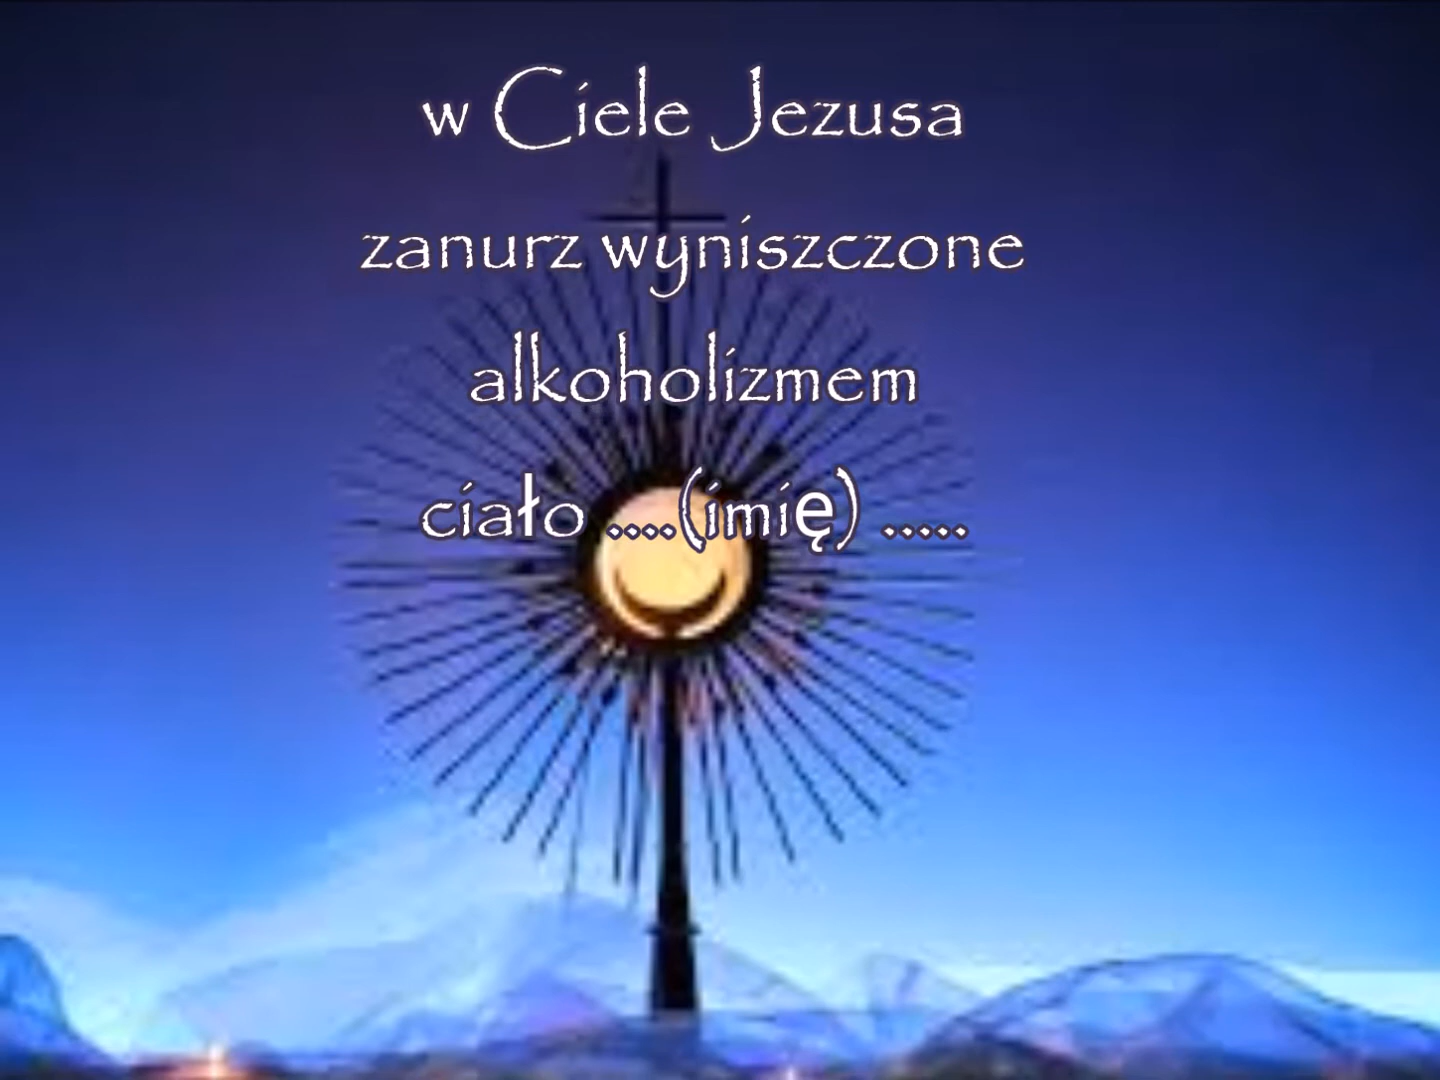 w Ciele Jezusa
zanurz wyniszczone
alkoholizmem
ciało ....(imię) .....